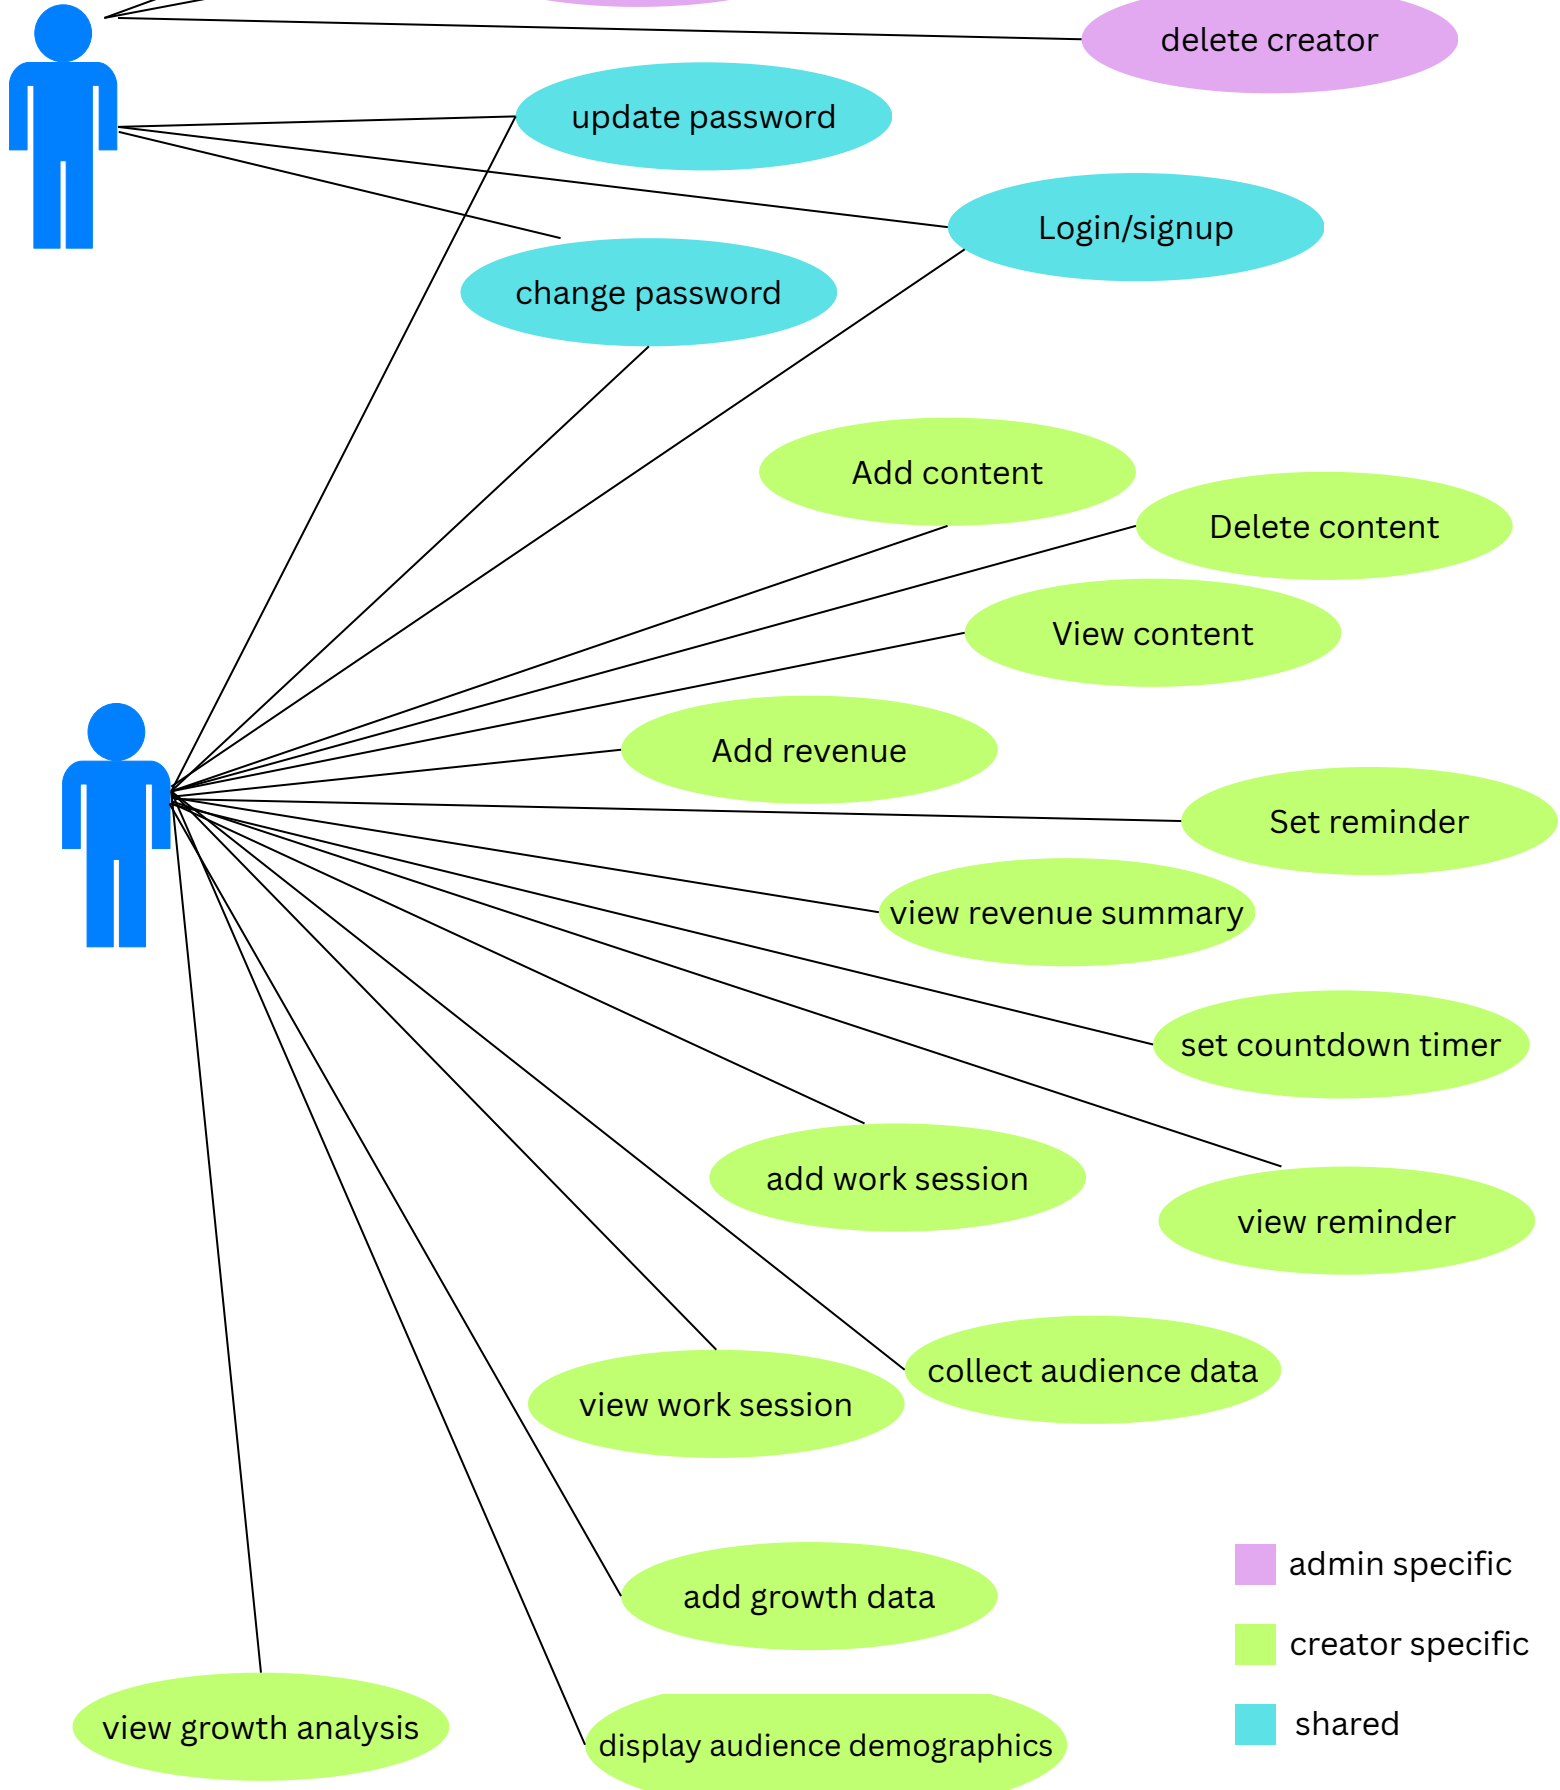 delete creator
update password
Login/signup
change password
Add content
Delete content
View content
Add revenue
Set reminder
view revenue summary
set countdown timer
add work session
view reminder
collect audience data
view work session
add growth data
view growth analysis
display audience demographics
admin specific
creator specific
shared